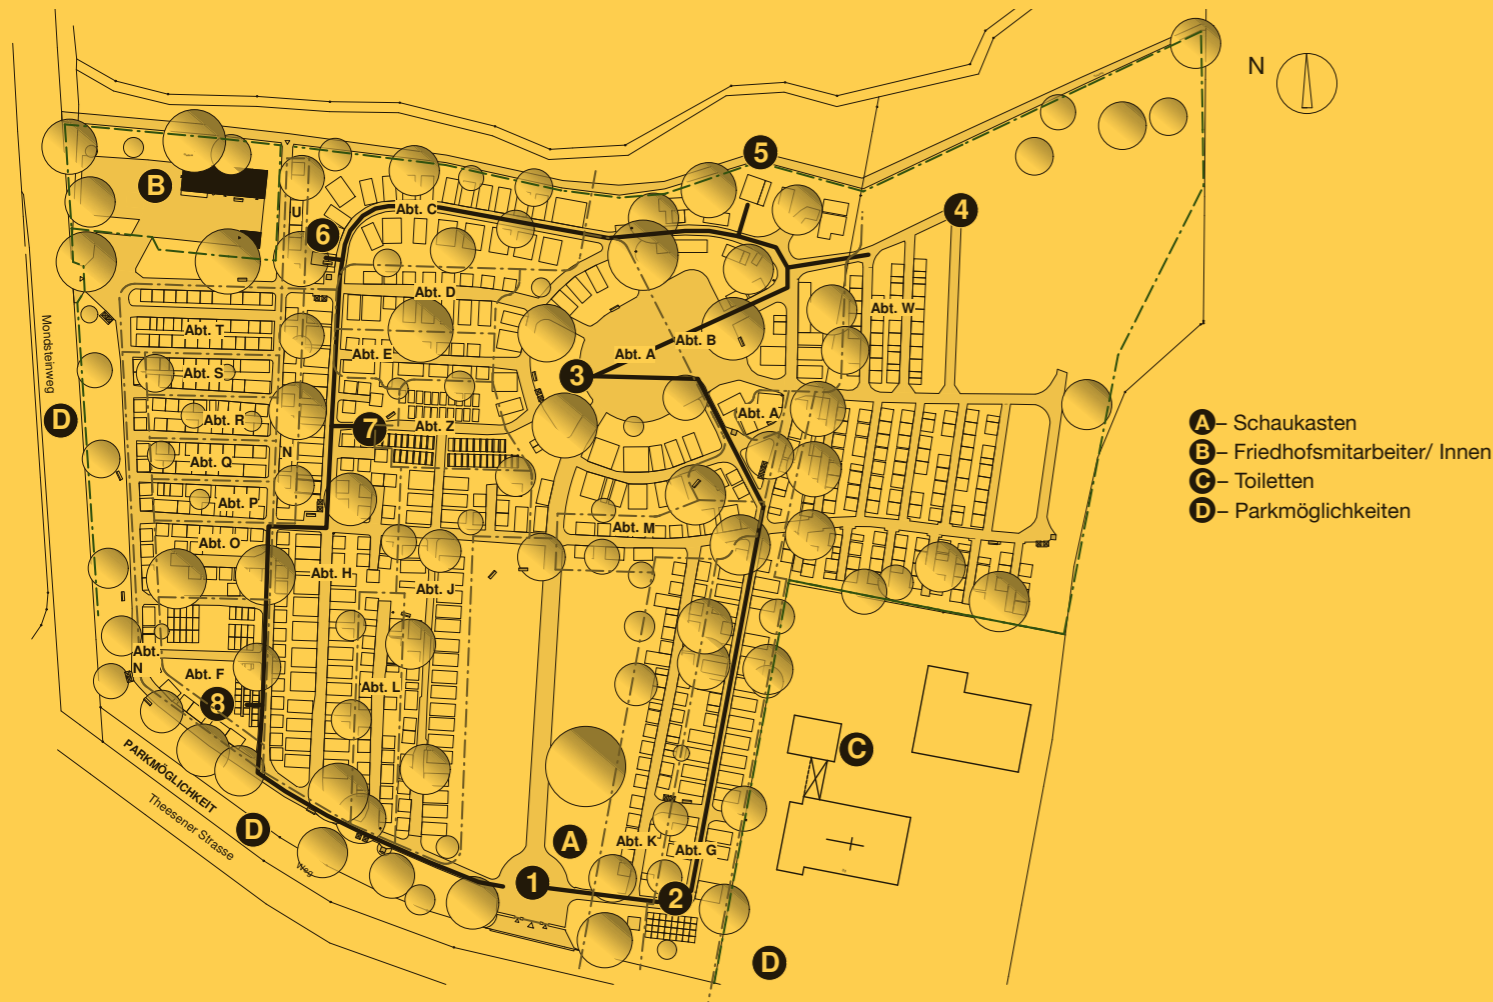 N
5
B
4
U
Abt. C
6
Abt. D
Abt. W
Mondsteinweg
Abt. T
Abt. B
Abt. E
Abt. A
Abt. S
3
D
Abt. R
7
Abt. Z
Abt. A
A – Schaukasten
B – Friedhofsmitarbeiter/ Innen
C – Toiletten
D – Parkmöglichkeiten
N
Abt. Q
Abt. P
Abt. M
Abt. O
Abt. H
Abt. J
Abt.
N
Abt. F
Abt. L
8
PARKMÖGLICHKEIT
Theesener Strasse
D
C
Weg
A
Abt. K
Abt. G
1
2
D